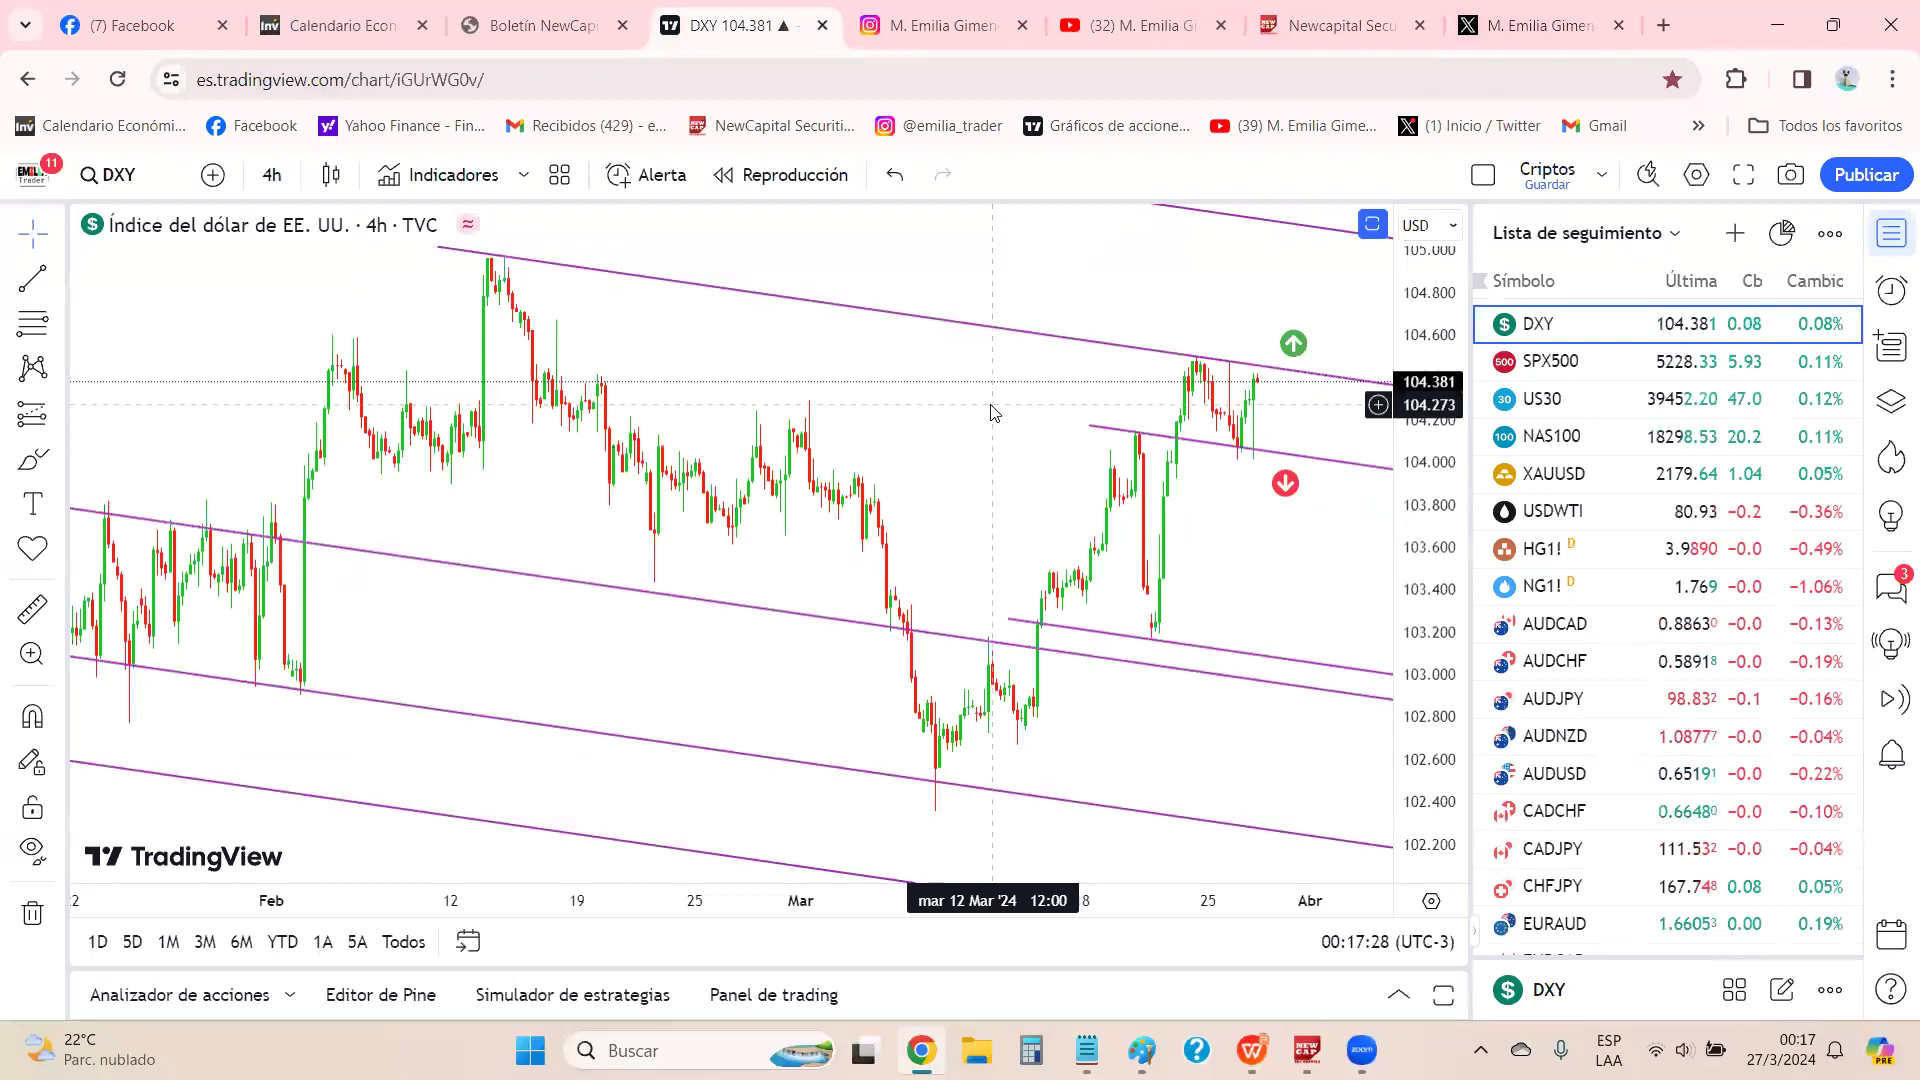 (7) Facebook
Calendario Econ
Boletín NewCap
DXY 104.381 ▲
M. Emilia Gimen
(32) M. Emilia Gi
Newcapital Secu
M. Emilia Gimen
es.tradingview.com/chart/iGUrWG0v/
Calendario Económi...
Facebook
Yahoo Finance - Fin...
Recibidos (429) - e...
NewCapital Securiti...
@emilia_trader
Gráficos de accione...
(39) M. Emilia Gime...
(1) Inicio / Twitter
Gmail
Todos los favoritos
11
DXY
4h
Indicadores
Alerta
Reproducción
Criptos
Guardar
Publicar
Índice del dólar de EE. UU. · 4h · TVC
USD
105.000
104.800
104.600
104.381
104.273
104.200
104.000
103.800
103.600
103.400
103.200
103.000
102.800
102.600
102.400
102.200
TradingView
Feb
12
19
25
Mar
mar 12 Mar '24 12:00
8
25
Abr
1D 5D 1M 3M 6M YTD 1A 5A Todos
00:17:28 (UTC-3)
Analizador de acciones
Editor de Pine
Simulador de estrategias
Panel de trading
Lista de seguimiento
Símbolo Última Cb Cambic
DXY 104.381 0.08 0.08%
SPX500 5228.33 5.93 0.11%
US30 39452.20 47.0 0.12%
NAS100 18298.53 20.2 0.11%
XAUUSD 2179.64 1.04 0.05%
USDWTI 80.93 −0.2 −0.36%
HG1! D 3.9890 −0.0 −0.49%
NG1! D 1.769 −0.0 −1.06%
AUDCAD 0.88630 −0.0 −0.13%
AUDCHF 0.58918 −0.0 −0.19%
AUDJPY 98.832 −0.1 −0.16%
AUDNZD 1.08777 −0.0 −0.04%
AUDUSD 0.65191 −0.0 −0.22%
CADCHF 0.66480 −0.0 −0.10%
CADJPY 111.532 −0.0 −0.04%
CHFJPY 167.748 0.08 0.05%
EURAUD 1.66053 0.00 0.19%
DXY
3
22°C
Parc. nublado
Buscar
ESP
LAA
00:17
27/3/2024